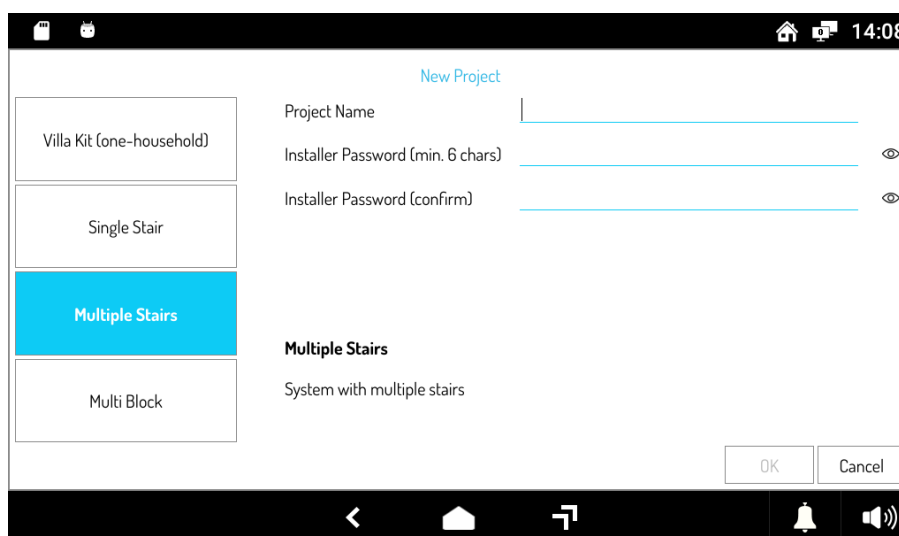 14:08
New Project
Villa Kit (one-household)
Single Stair
Multiple Stairs
Multi Block
Project Name
Installer Password (min. 6 chars)
Installer Password (confirm)
Multiple Stairs
System with multiple stairs
OK
Cancel